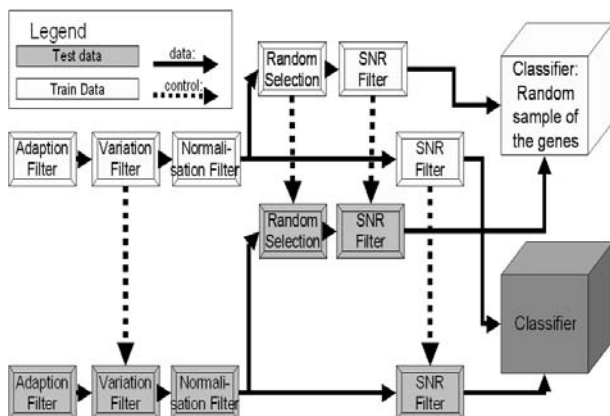 Legend
Test data
data:
Train Data
control:
Random
Selection
SNR
Filter
Classifier:
Random
sample of
the genes
Adaption
Filter
Variation
Filter
Normali-
sation Filter
SNR
Filter
Random
Selection
SNR
Filter
Classifier
Adaption
Filter
Variation
Filter
Normali-
sation Filter
SNR
Filter